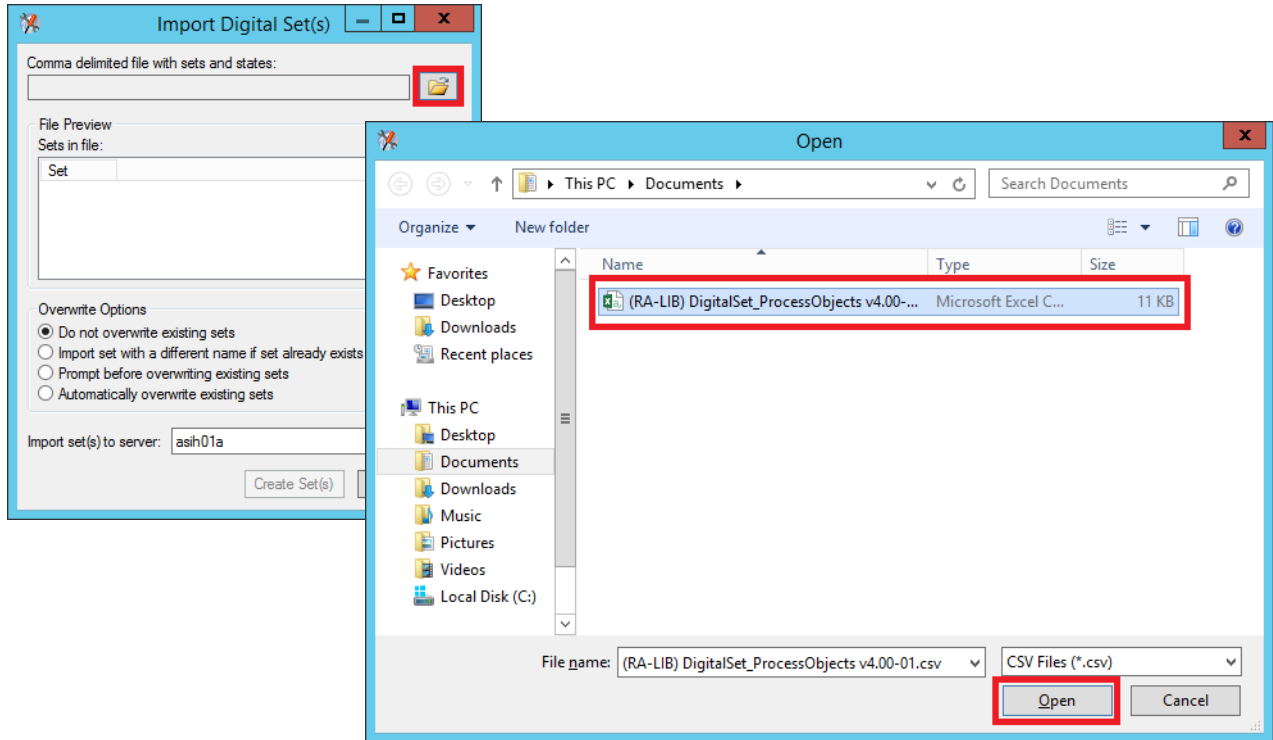 Import Digital Set(s)
Comma delimited file with sets and states:
File Preview
Sets in file:
Set
Overwrite Options
Do not overwrite existing sets
Import set with a different name if set already exists
Prompt before overwriting existing sets
Automatically overwrite existing sets
Import set(s) to server: asih01a
Create Set(s)
Open
This PC Documents
Search Documents
Organize New folder
Name Type Size
(RA-LIB) DigitalSet_ProcessObjects v4.00-... Microsoft Excel C... 11 KB
Favorites
Desktop
Downloads
Recent places
This PC
Desktop
Documents
Downloads
Music
Pictures
Videos
Local Disk (C:)
File name: (RA-LIB) DigitalSet_ProcessObjects v4.00-01.csv CSV Files (*.csv)
Open Cancel